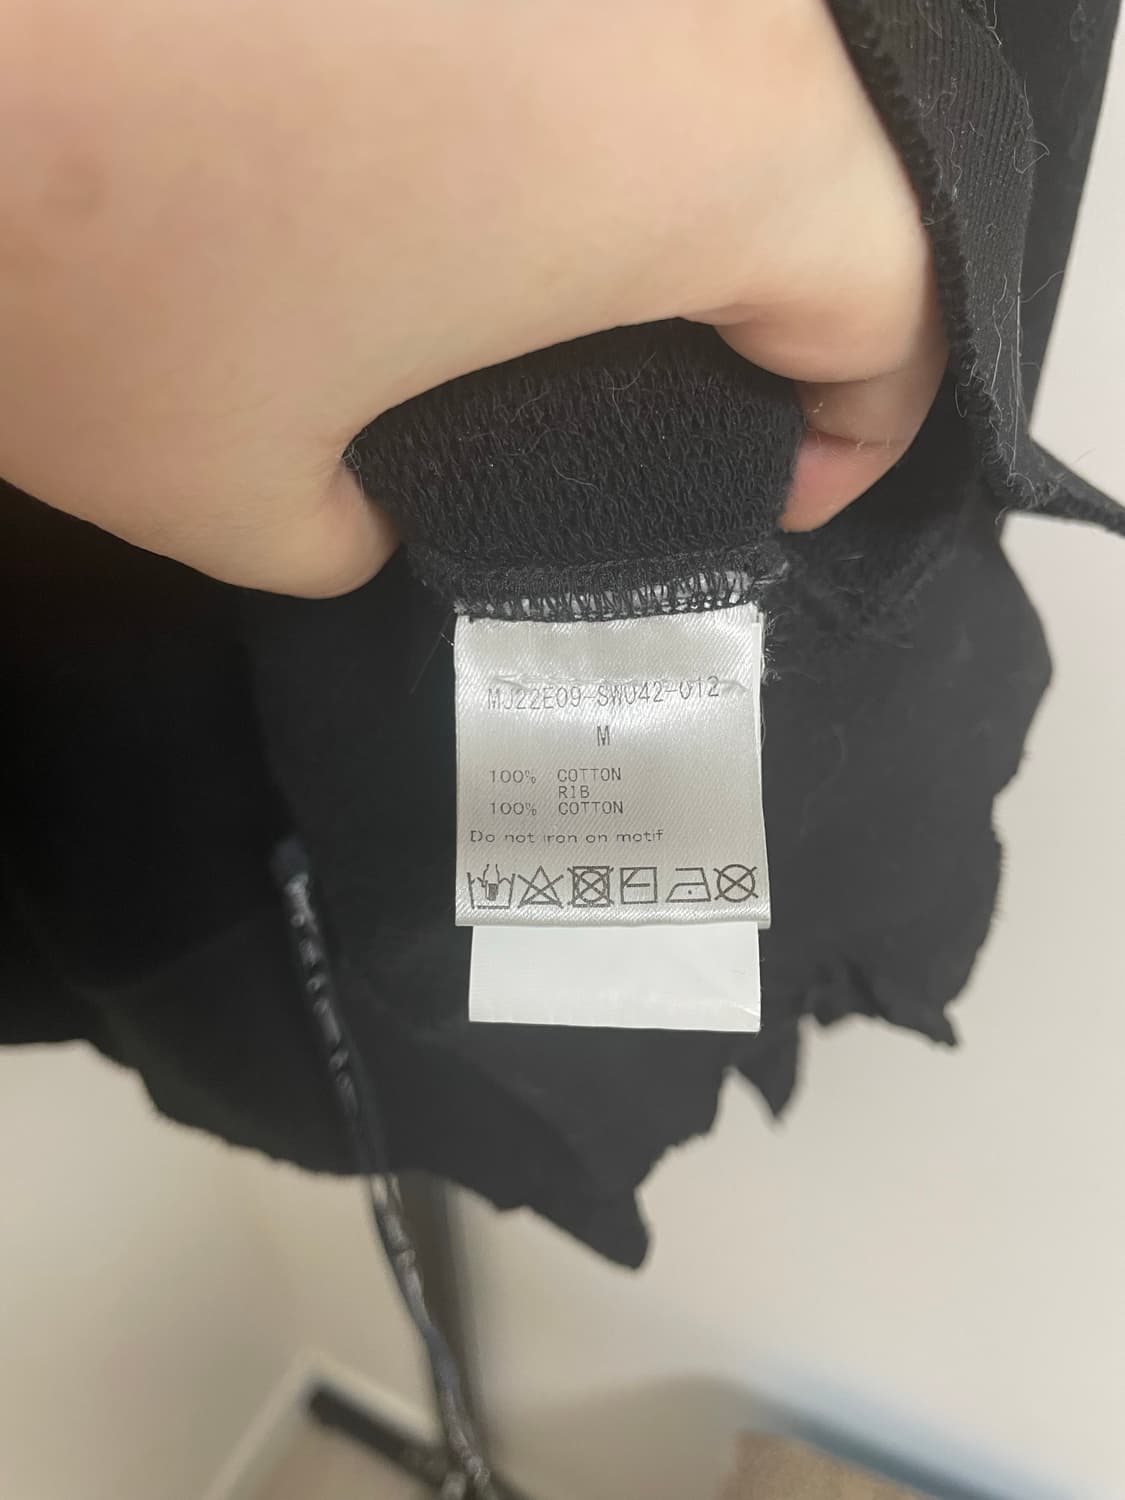 MJ22E09-SW042-012
M
100% COTTON
RIB
100% COTTON
Do not iron on motif